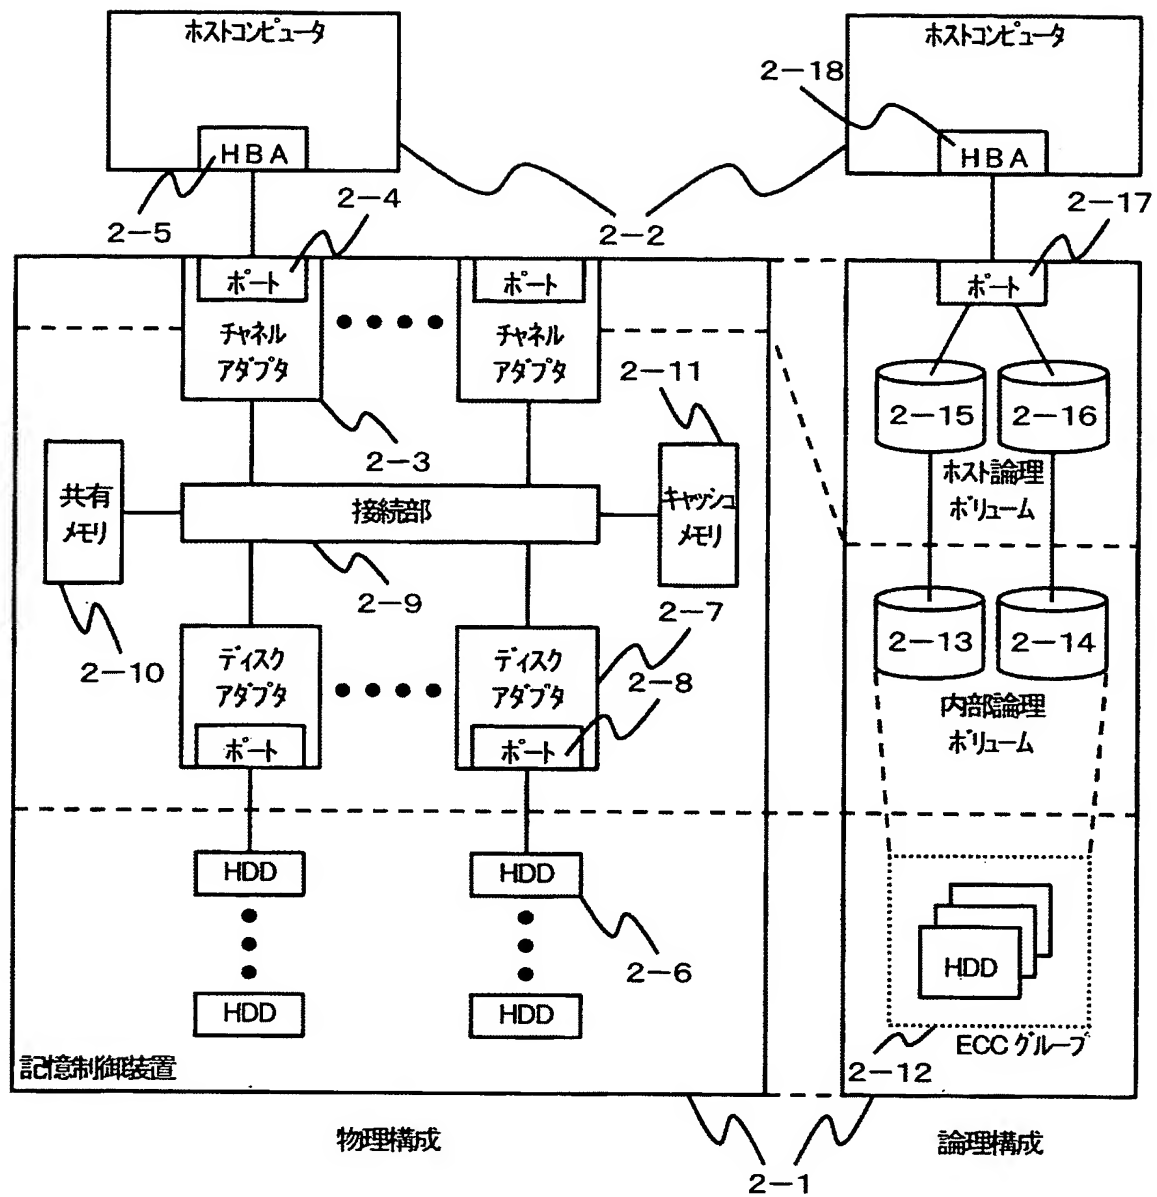 ホストコンピュータ
ホストコンピュータ
2-18
HBA
HBA
2-5
2-4
2-2
2-17
ポート
ポート
ポート
チャネル
アダプタ
チャネル
アダプタ
2-11
2-15
2-16
2-3
ホスト論理
ボリューム
共有
メモリ
接続部
キャッシュ
メモリ
2-9
2-7
2-10
2-13
2-14
ディスク
アダプタ
ディスク
アダプタ
2-8
内部論理
ボリューム
ポート
ポート
HDD
HDD
2-6
HDD
HDD
HDD
ECCグループ
2-12
記憶制御装置
物理構成
論理構成
2-1